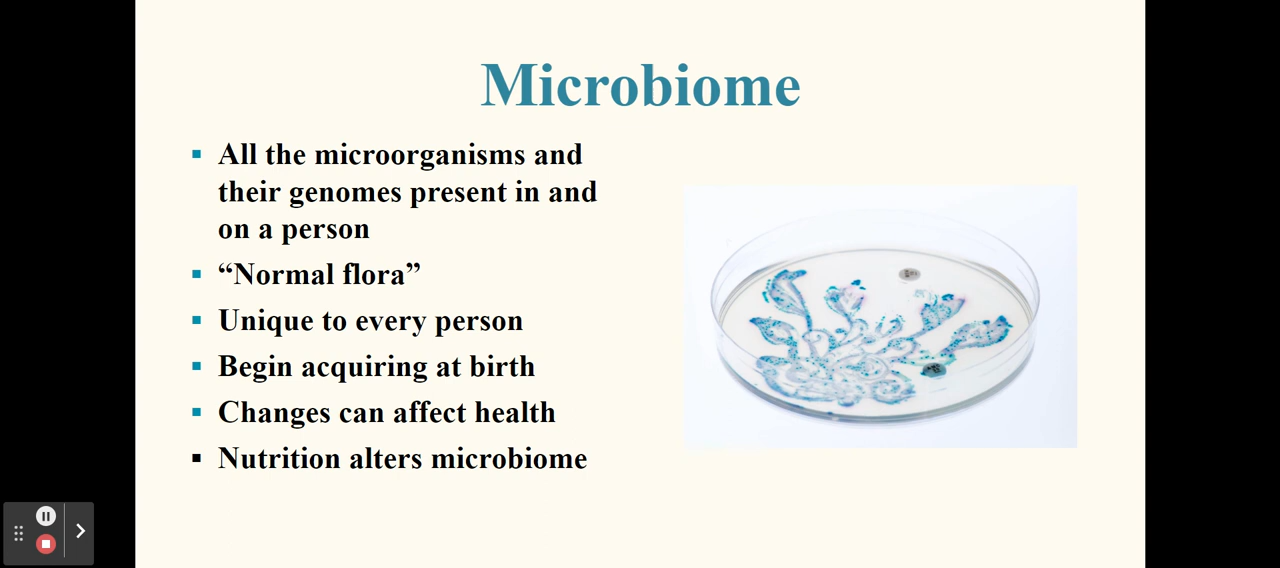 Microbiome
All the microorganisms and
their genomes present in and
on a person
“Normal flora”
Unique to every person
Begin acquiring at birth
Changes can affect health
Nutrition alters microbiome